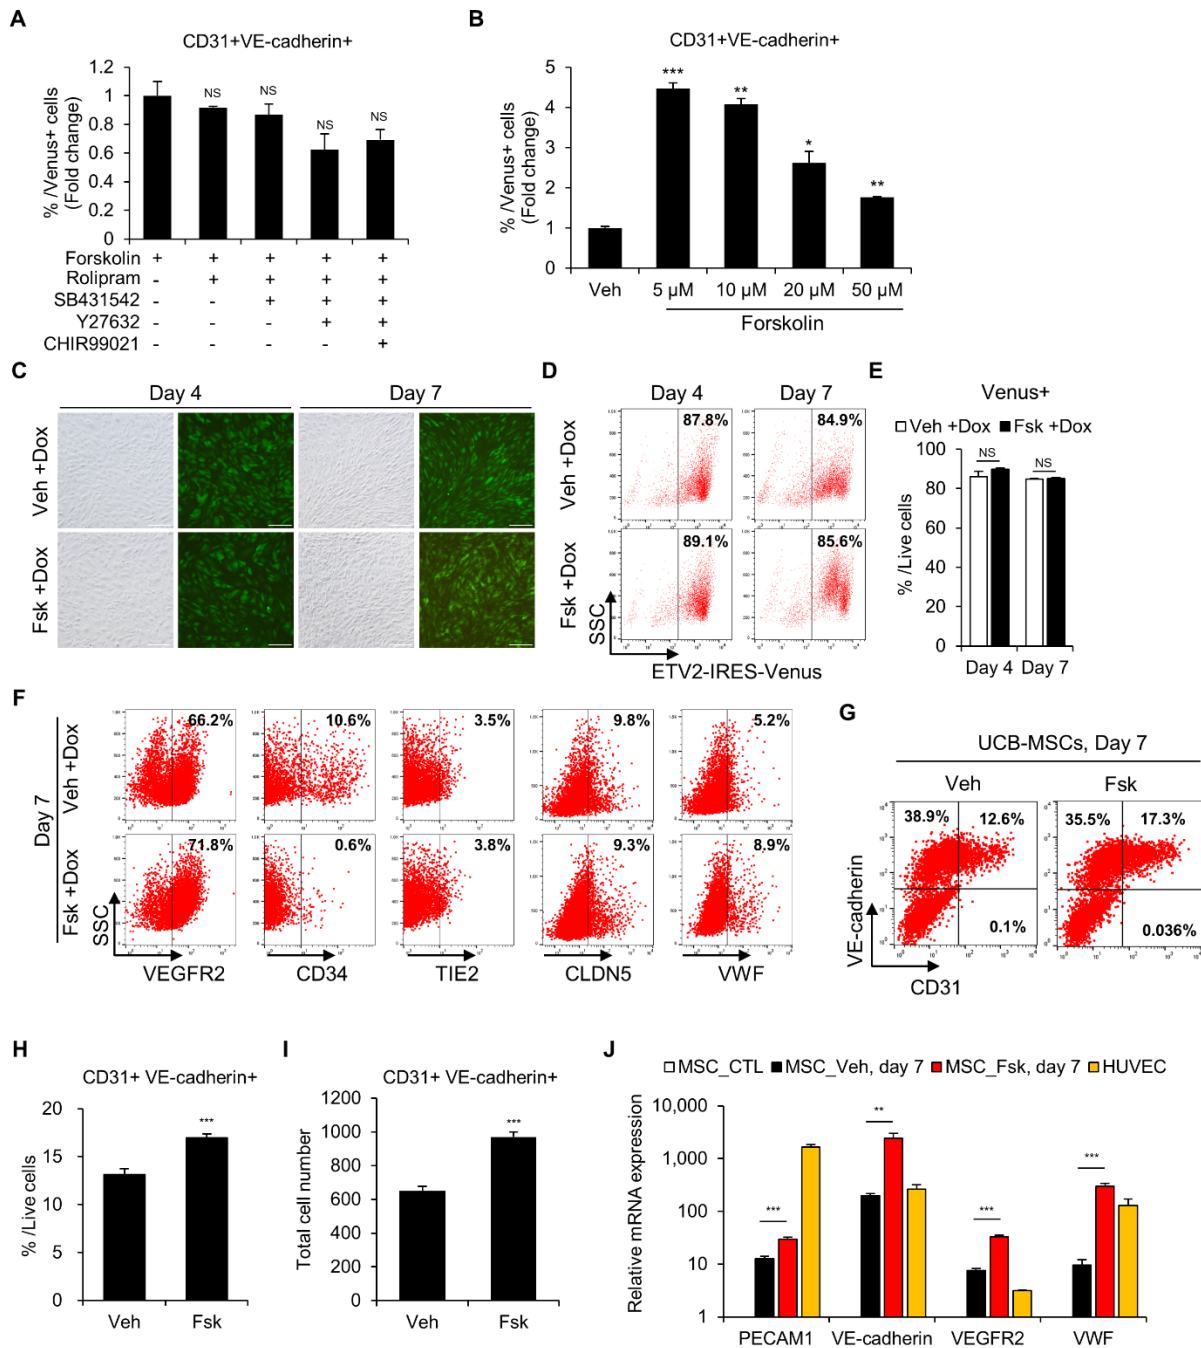 A
CD31+VE-cadherin+
% /Venus+ cells
(Fold change)
1.2
1
0.8
0.6
0.4
0.2
0
NS
NS
NS
NS
Forskolin + + + + +
Rolipram - + + + +
SB431542 - - + + +
Y27632 - - - + +
CHIR99021 - - - - +
B
CD31+VE-cadherin+
% /Venus+ cells
(Fold change)
5
4
3
2
1
0
***
**
*
**
Veh 5 µM 10 µM 20 µM 50 µM
Forskolin
C
Day 4 Day 7
Veh +Dox
Fsk +Dox
D
Day 4 Day 7
Veh +Dox
87.8% 84.9%
Fsk +Dox
89.1% 85.6%
SSC
ETV2-IRES-Venus
E
Venus+
Veh +Dox Fsk +Dox
% /Live cells
100
80
60
40
20
0
NS NS
Day 4 Day 7
F
Day 7
Veh +Dox
66.2% 10.6% 3.5% 9.8% 5.2%
Fsk +Dox
71.8% 0.6% 3.8% 9.3% 8.9%
SSC
VEGFR2 CD34 TIE2 CLDN5 VWF
G
UCB-MSCs, Day 7
Veh Fsk
38.9% 12.6% 35.5% 17.3%
0.1% 0.036%
VE-cadherin
CD31
H
CD31+ VE-cadherin+
% /Live cells
20
15
10
5
0
***
Veh Fsk
I
CD31+ VE-cadherin+
Total cell number
1200
1000
800
600
400
200
0
***
Veh Fsk
J
MSC_CTL MSC_Veh, day 7 MSC_Fsk, day 7 HUVEC
Relative mRNA expression
10,000
1,000
100
10
1
***
**
***
***
PECAM1 VE-cadherin VEGFR2 VWF